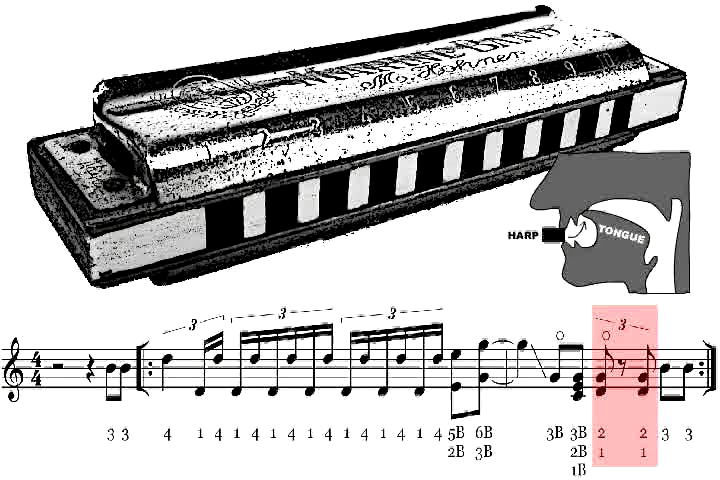 MARINE BAND
M. Hohner
1 2 3 4 5 6 7 8 9 10
HARP
TONGUE
3 3 3 3
4
4
3 3 4 1 4 1 4 1 4 1 4 1 4 1 4 1 4 5B 6B 3B 3B 2 2 3 3
2B 3B 2B 1 1
1B